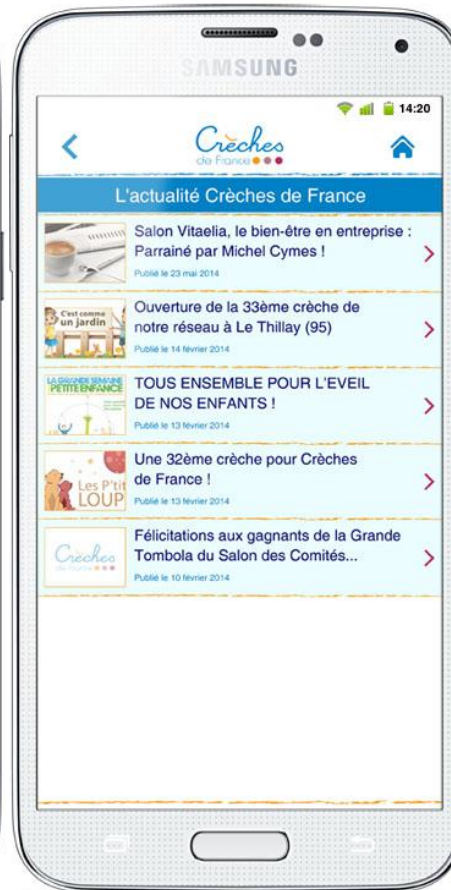 SAMSUNG
14:20
Crèches
de France
L'actualité Crèches de France
Salon Vitaelia, le bien-être en entreprise :
Parrainé par Michel Cymes !
Publié le 23 mai 2014
C'est comme
un jardin
Ouverture de la 33ème crèche de
notre réseau à Le Thillay (95)
Publié le 14 février 2014
LA GRANDE SEMAINE
PETITE ENFANCE
TOUS ENSEMBLE POUR L'EVEIL
DE NOS ENFANTS !
Publié le 13 février 2014
Les P'tit
LOUP
Une 32ème crèche pour Crèches
de France !
Publié le 13 février 2014
Crèches
de France
Félicitations aux gagnants de la Grande
Tombola du Salon des Comités...
Publié le 10 février 2014